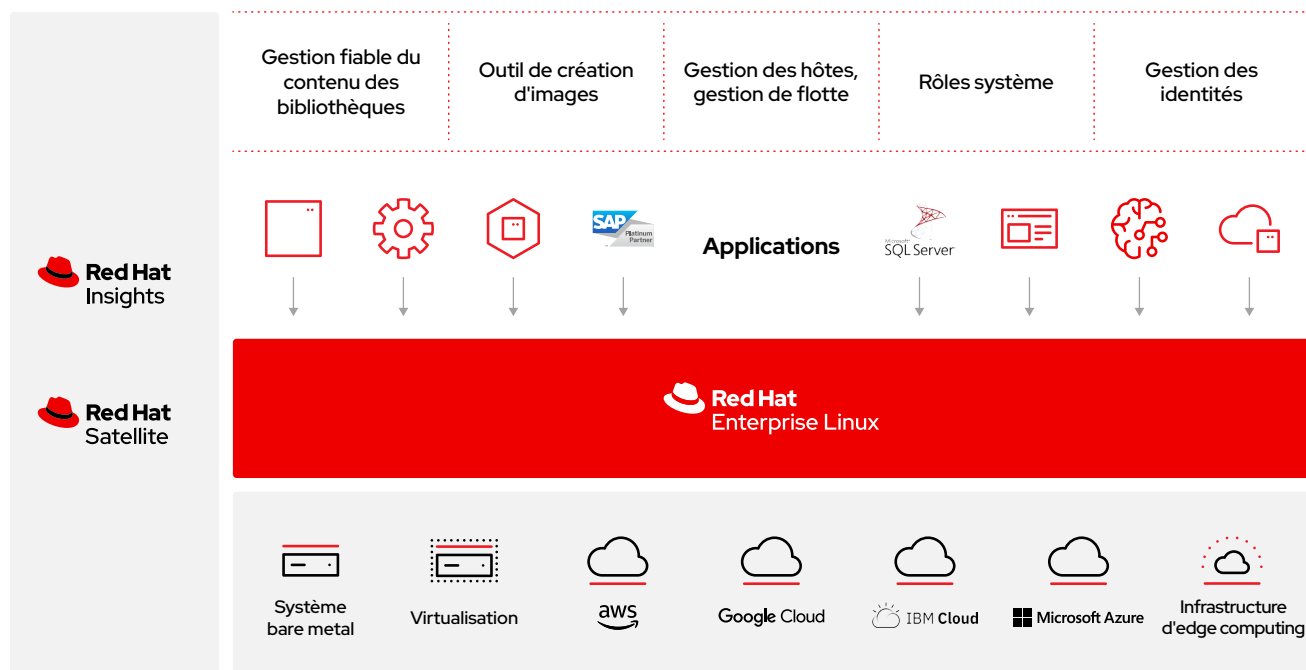 Gestion fiable du
contenu des
bibliothèques
Outil de création
d'images
Gestion des hôtes,
gestion de flotte
Rôles système
Gestion des
identités
SAP
Platinum
Partner
Applications
Microsoft
SQL Server
Red Hat
Insights
Red Hat
Satellite
Red Hat
Enterprise Linux
Système
bare metal
Virtualisation
aws
Google Cloud
IBM Cloud
Microsoft Azure
Infrastructure
d'edge computing